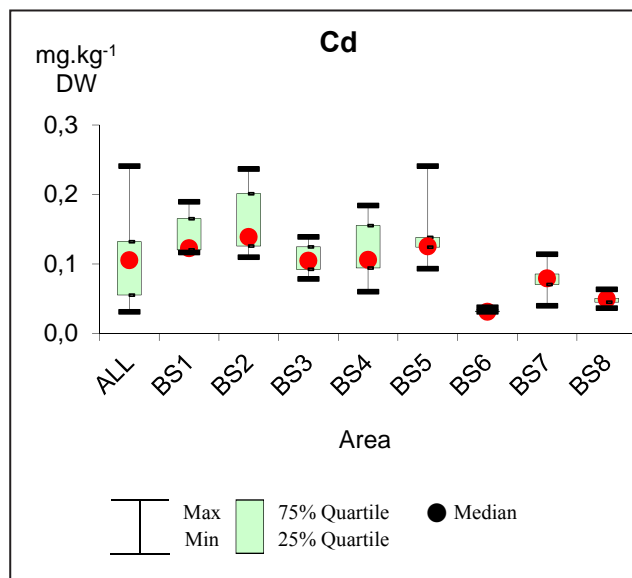 Cd
mg.kg-1
DW
0,3
0,2
0,1
0,0
ALL BS1 BS2 BS3 BS4 BS5 BS6 BS7 BS8
Area
Max 75% Quartile Median
Min 25% Quartile